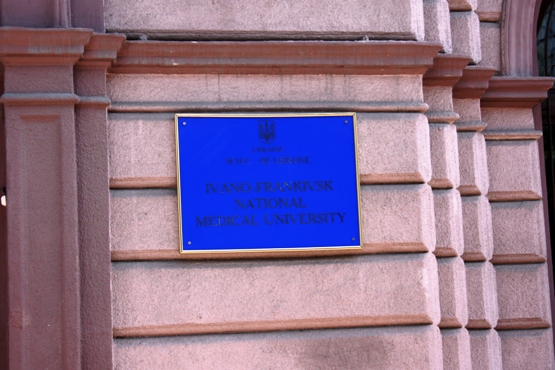 IVANO-FRANKIVSK
NATIONAL
MEDICAL UNIVERSITY